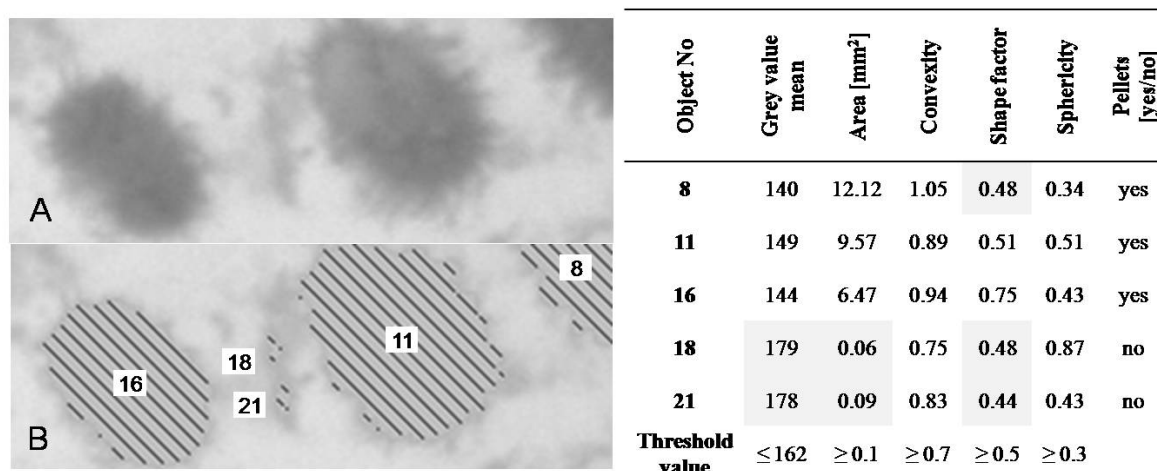 A
B
16
18
21
11
8
Object No	Grey value mean	Area [mm²]	Convexity	Shape factor	Sphericity	Pellets [yes/no]
8	140	12.12	1.05	0.48	0.34	yes
11	149	9.57	0.89	0.51	0.51	yes
16	144	6.47	0.94	0.75	0.43	yes
18	179	0.06	0.75	0.48	0.87	no
21	178	0.09	0.83	0.44	0.43	no
Threshold value	≤ 162	≥ 0.1	≥ 0.7	≥ 0.5	≥ 0.3